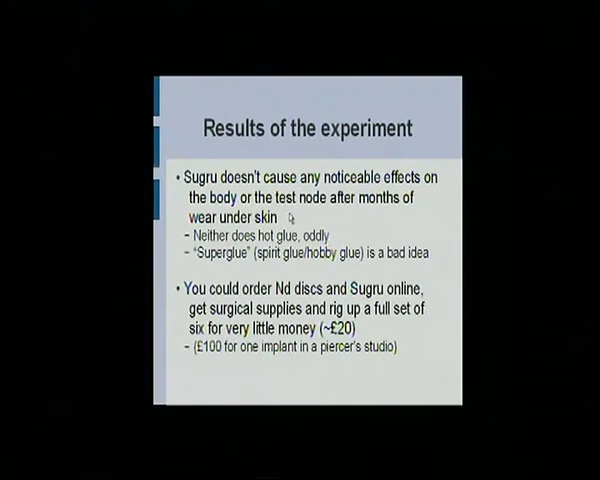 Results of the experiment
• Sugru doesn't cause any noticeable effects on
the body or the test node after months of
wear under skin
– Neither does hot glue, oddly
– "Superglue" (spirit glue/hobby glue) is a bad idea
• You could order Nd discs and Sugru online,
get surgical supplies and rig up a full set of
six for very little money (~£20)
– (£100 for one implant in a piercer's studio)